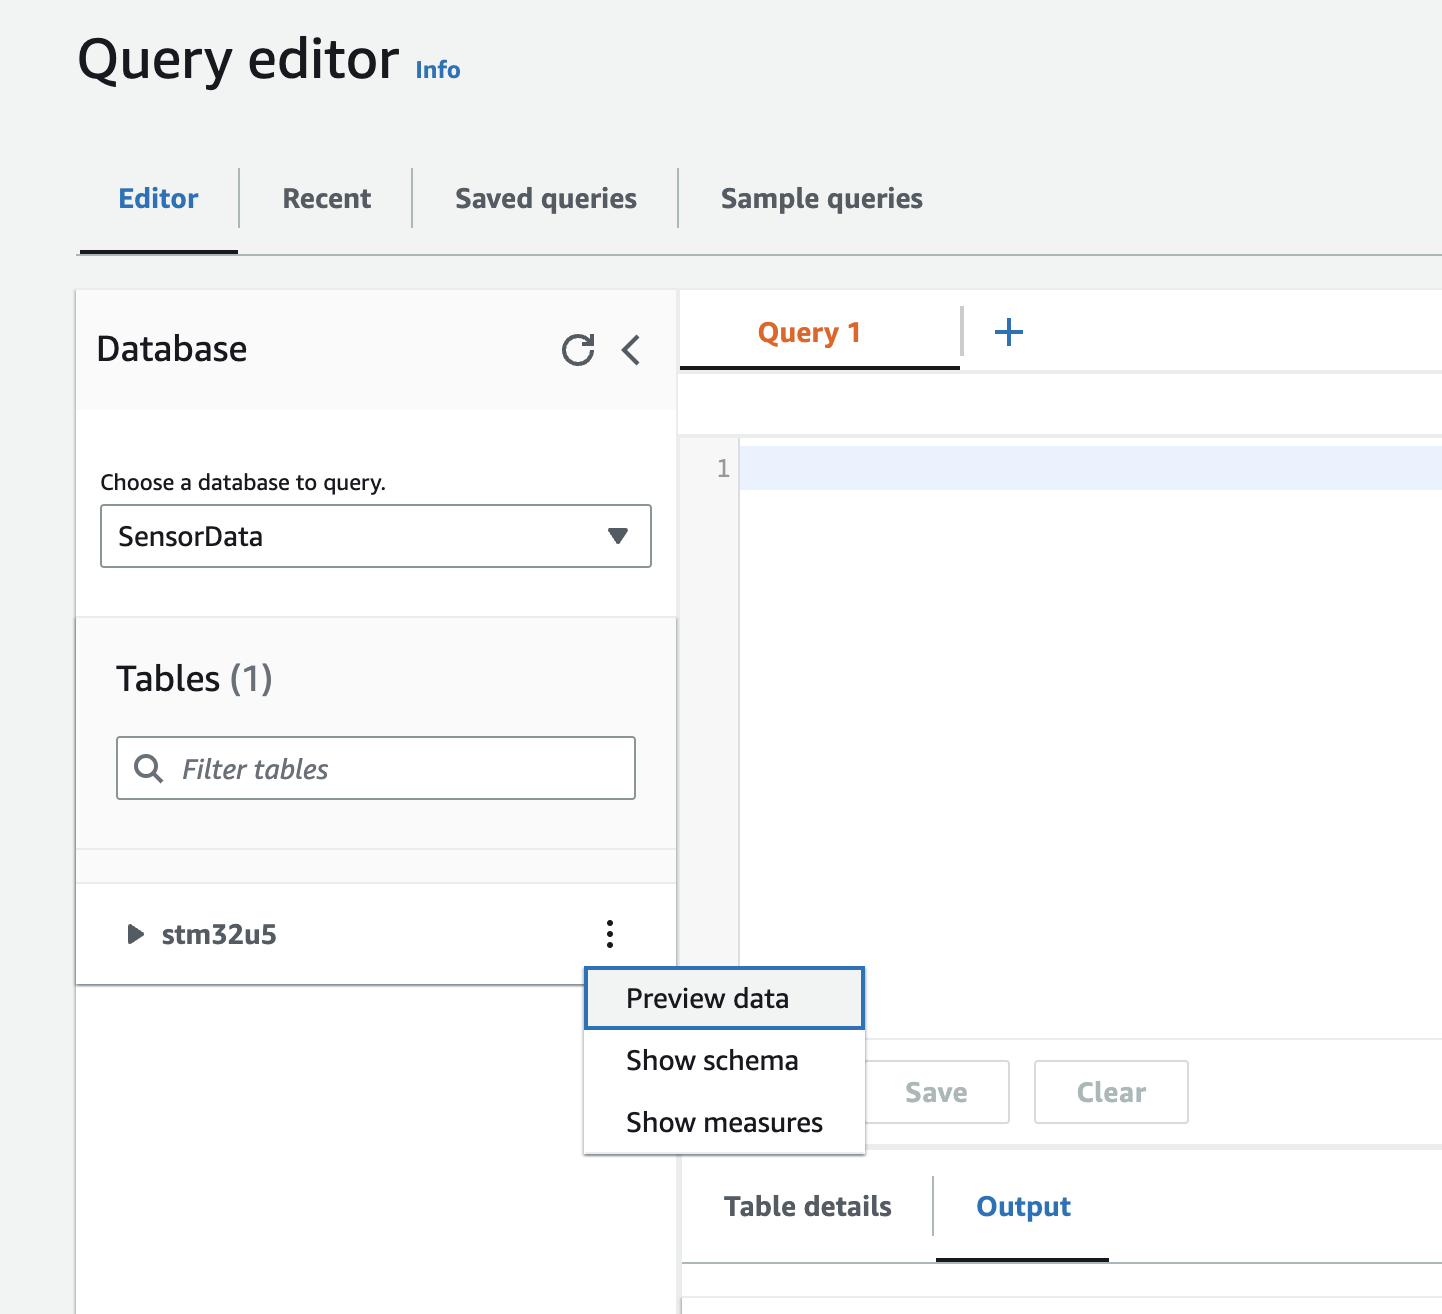 Query editor Info
Editor Recent Saved queries Sample queries
Database
Query 1
Choose a database to query.
SensorData
1
Tables (1)
Filter tables
stm32u5
Preview data
Show schema
Show measures
Save Clear
Table details Output